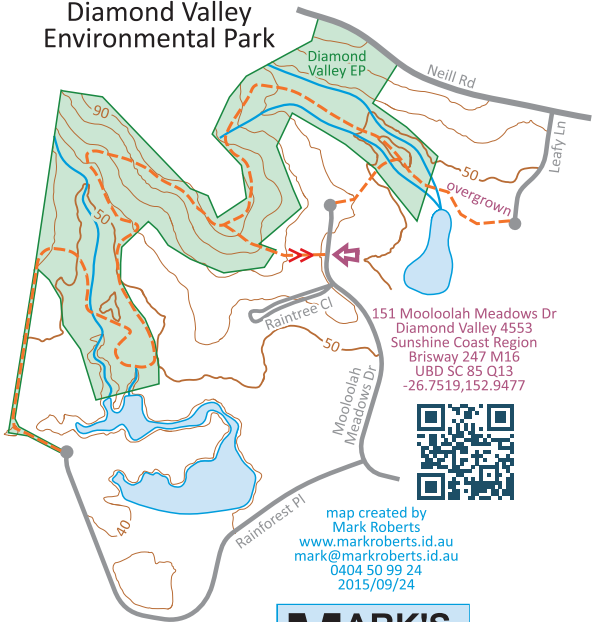 Diamond Valley
Environmental Park
Diamond
Valley EP
Neill Rd
Leafy Ln
90
50
overgrown
50
Raintree Cl
50
Mooloolah
Meadows Dr
151 Mooloolah Meadows Dr
Diamond Valley 4553
Sunshine Coast Region
Brisway 247 M16
UBD SC 85 Q13
-26.7519,152.9477
40
Rainforest Pl
map created by
Mark Roberts
www.markroberts.id.au
mark@markroberts.id.au
0404 50 99 24
2015/09/24
MARK'S